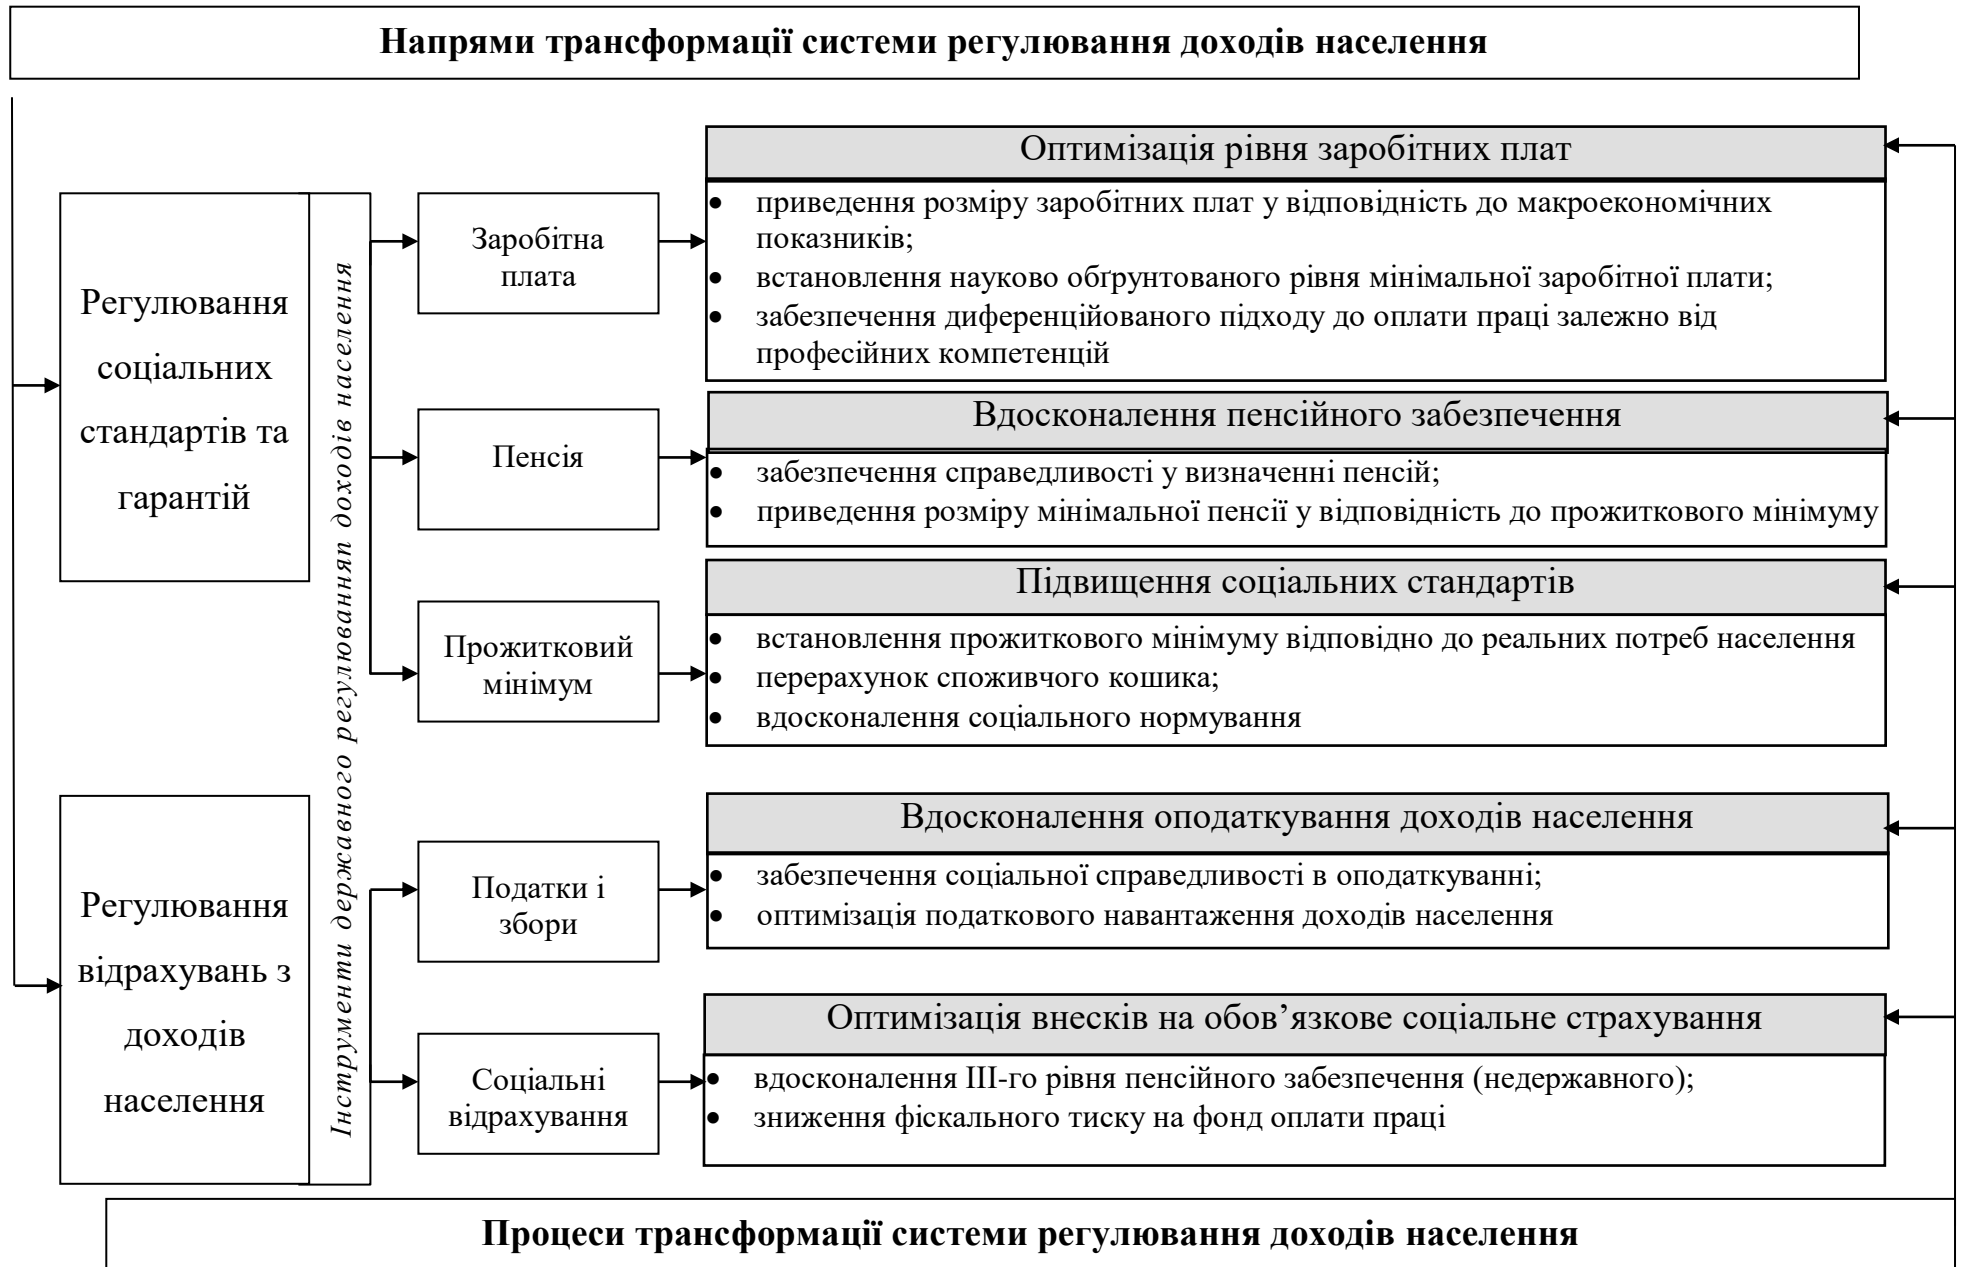 Напрями трансформації системи регулювання доходів населення
Регулювання
соціальних
стандартів та
гарантій
Інструменти державного регулюваннян доходів населення
Заробітна
плата
Оптимізація рівня заробітних плат
• приведення розміру заробітних плат у відповідність до макроекономічних
показників;
• встановлення науково обґрунтованого рівня мінімальної заробітної плати;
• забезпечення диференційованого підходу до оплати праці залежно від
професійних компетенцій
Пенсія
Вдосконалення пенсійного забезпечення
• забезпечення справедливості у визначенні пенсій;
• приведення розміру мінімальної пенсії у відповідність до прожиткового мінімуму
Прожитковий
мінімум
Підвищення соціальних стандартів
• встановлення прожиткового мінімуму відповідно до реальних потреб населення
• перерахунок споживчого кошика;
• вдосконалення соціального нормування
Регулювання
відрахувань з
доходів
населення
Податки і
збори
Вдосконалення оподаткування доходів населення
• забезпечення соціальної справедливості в оподаткуванні;
• оптимізація податкового навантаження доходів населення
Соціальні
відрахування
Оптимізація внесків на обов’язкове соціальне страхування
• вдосконалення ІІІ-го рівня пенсійного забезпечення (недержавного);
• зниження фіскального тиску на фонд оплати праці
Процеси трансформації системи регулювання доходів населення